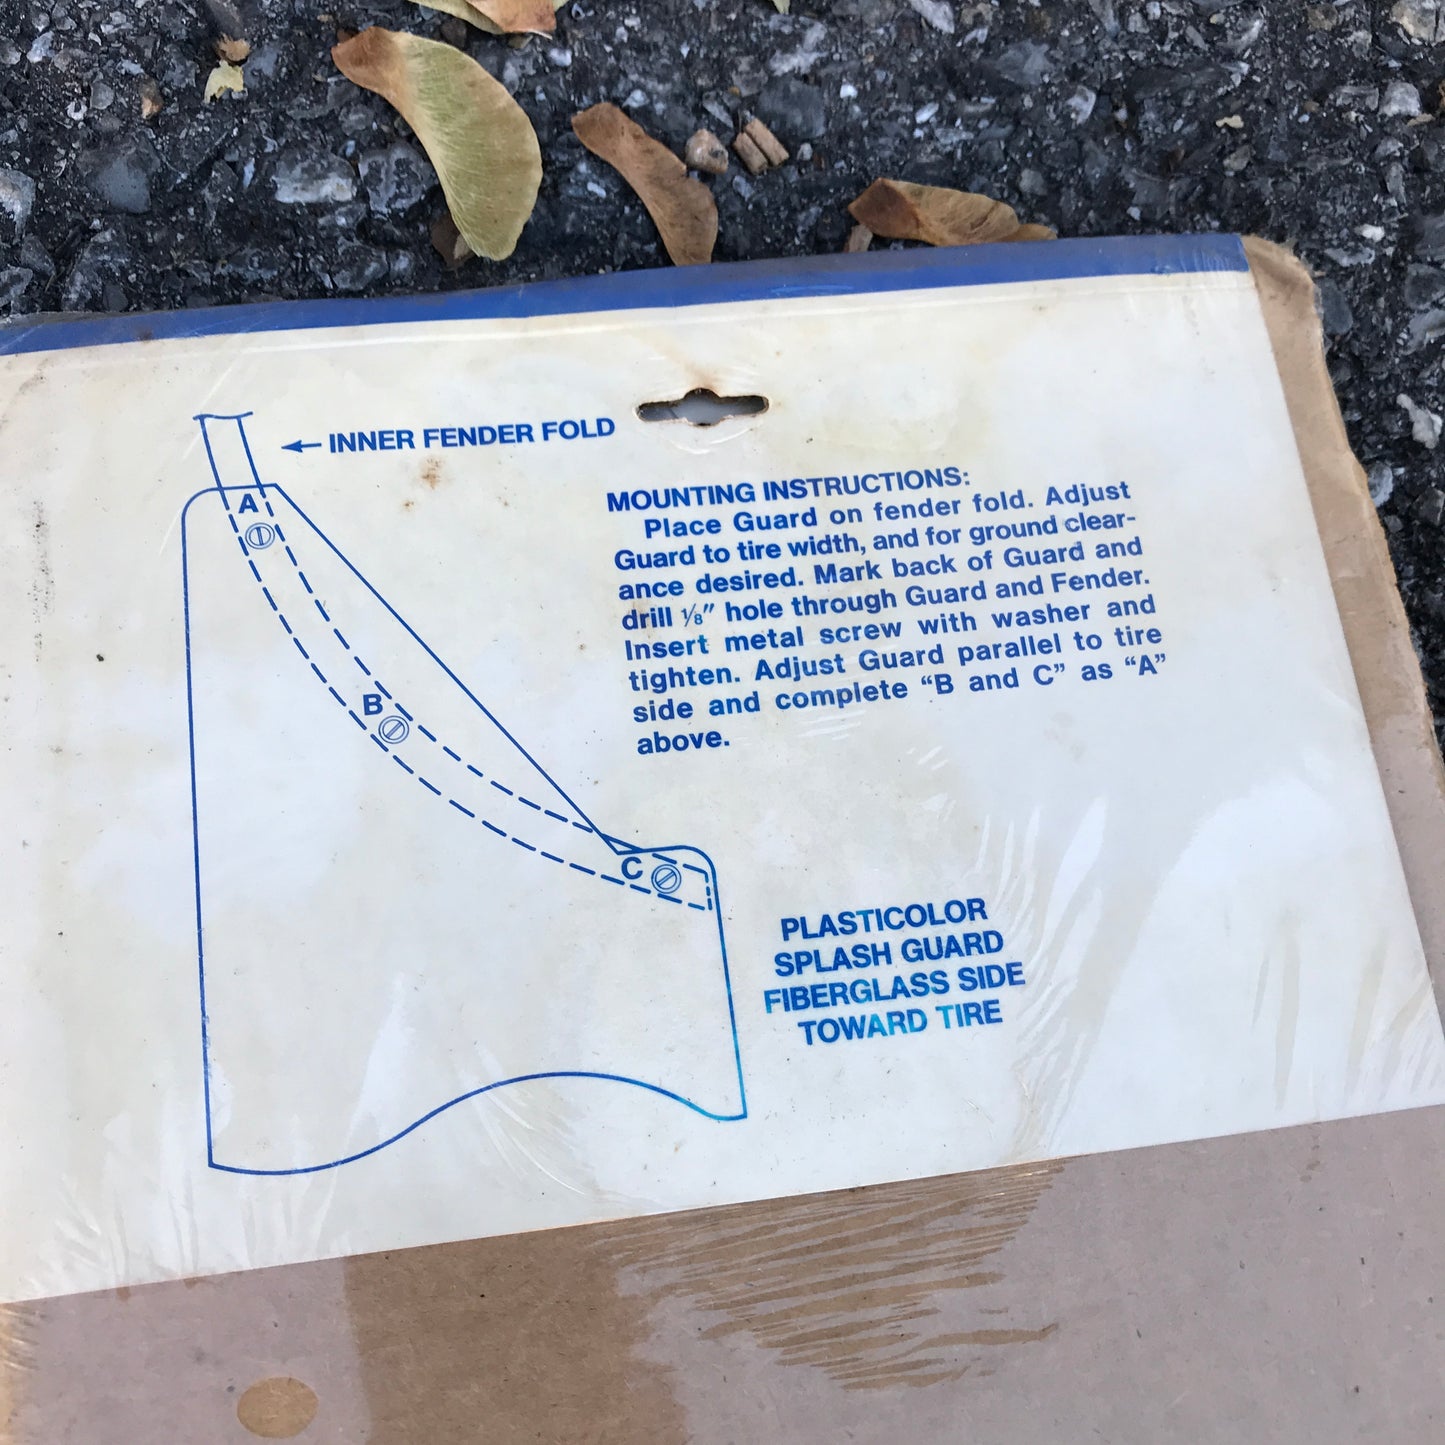 INNER FENDER FOLD
MOUNTING INSTRUCTIONS:
Place Guard on fender fold. Adjust
Guard to tire width, and for ground clear-
ance desired. Mark back of Guard and
drill ⅛" hole through Guard and Fender.
Insert metal screw with washer and
tighten. Adjust Guard parallel to tire
side and complete “B and C” as “A”
above.
A
B
C
PLASTICOLOR
SPLASH GUARD
FIBERGLASS SIDE
TOWARD TIRE